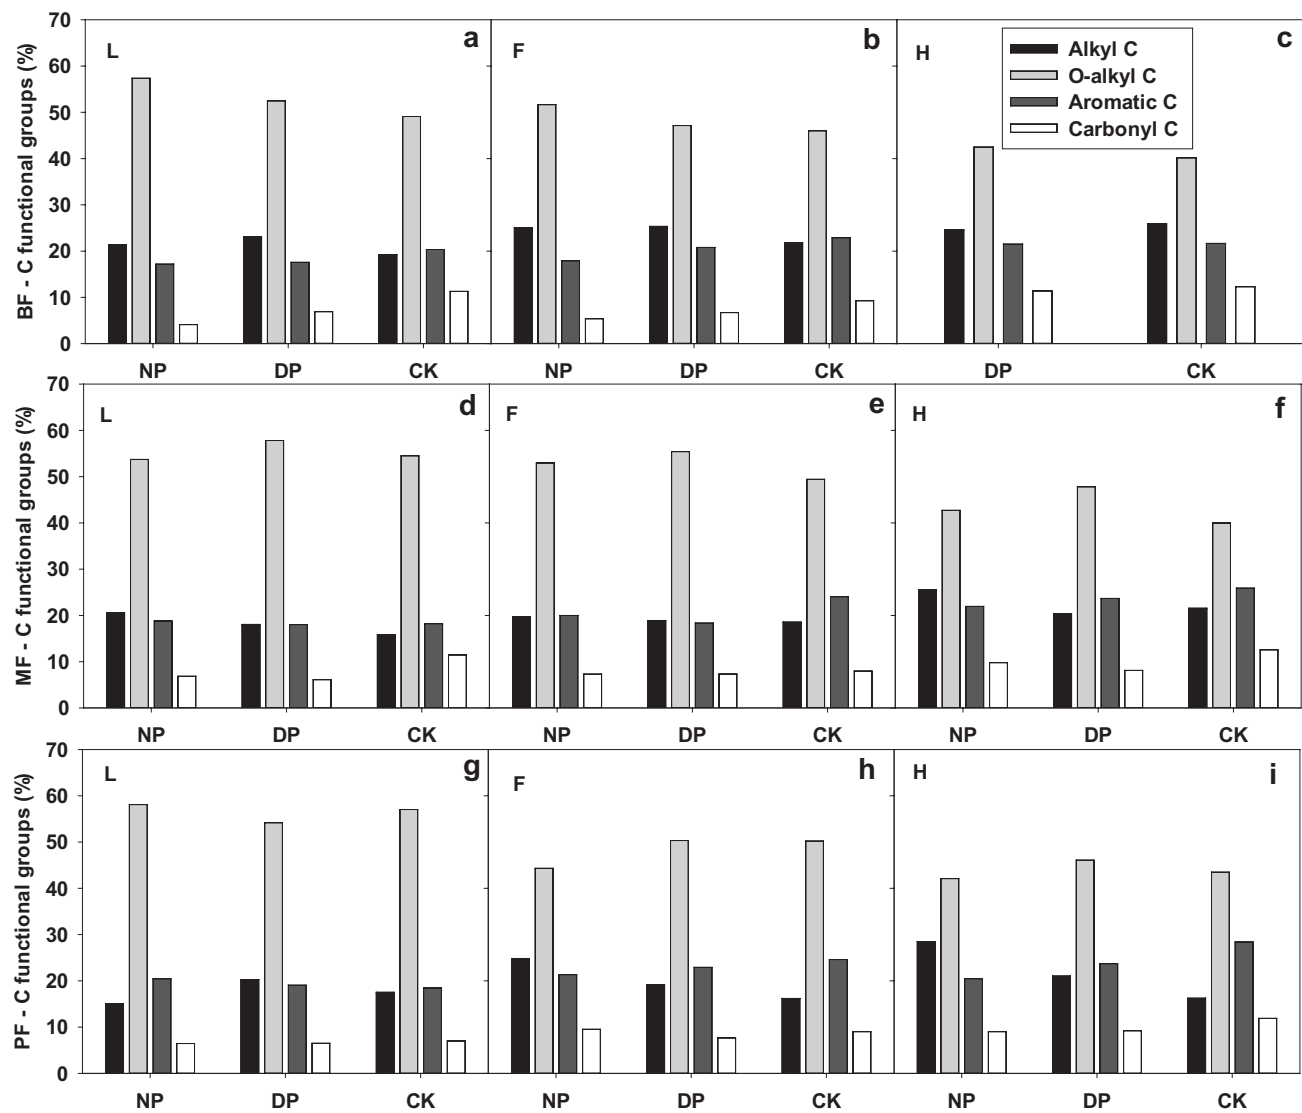 BF - C functional groups (%)
70
60
50
40
30
20
10
0
L
a
NP
DP
CK
F
b
NP
DP
CK
H
c
Alkyl C
O-alkyl C
Aromatic C
Carbonyl C
DP
CK
MF - C functional groups (%)
70
60
50
40
30
20
10
0
L
d
NP
DP
CK
F
e
NP
DP
CK
H
f
NP
DP
CK
PF - C functional groups (%)
70
60
50
40
30
20
10
0
L
g
NP
DP
CK
F
h
NP
DP
CK
H
i
NP
DP
CK